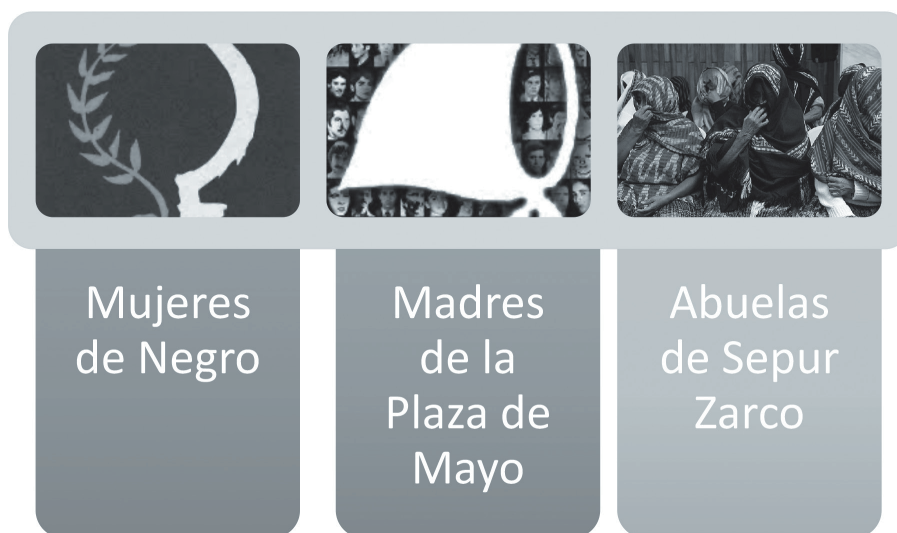 Mujeres
de Negro
Madres
de la
Plaza de
Mayo
Abuelas
de Sepur
Zarco